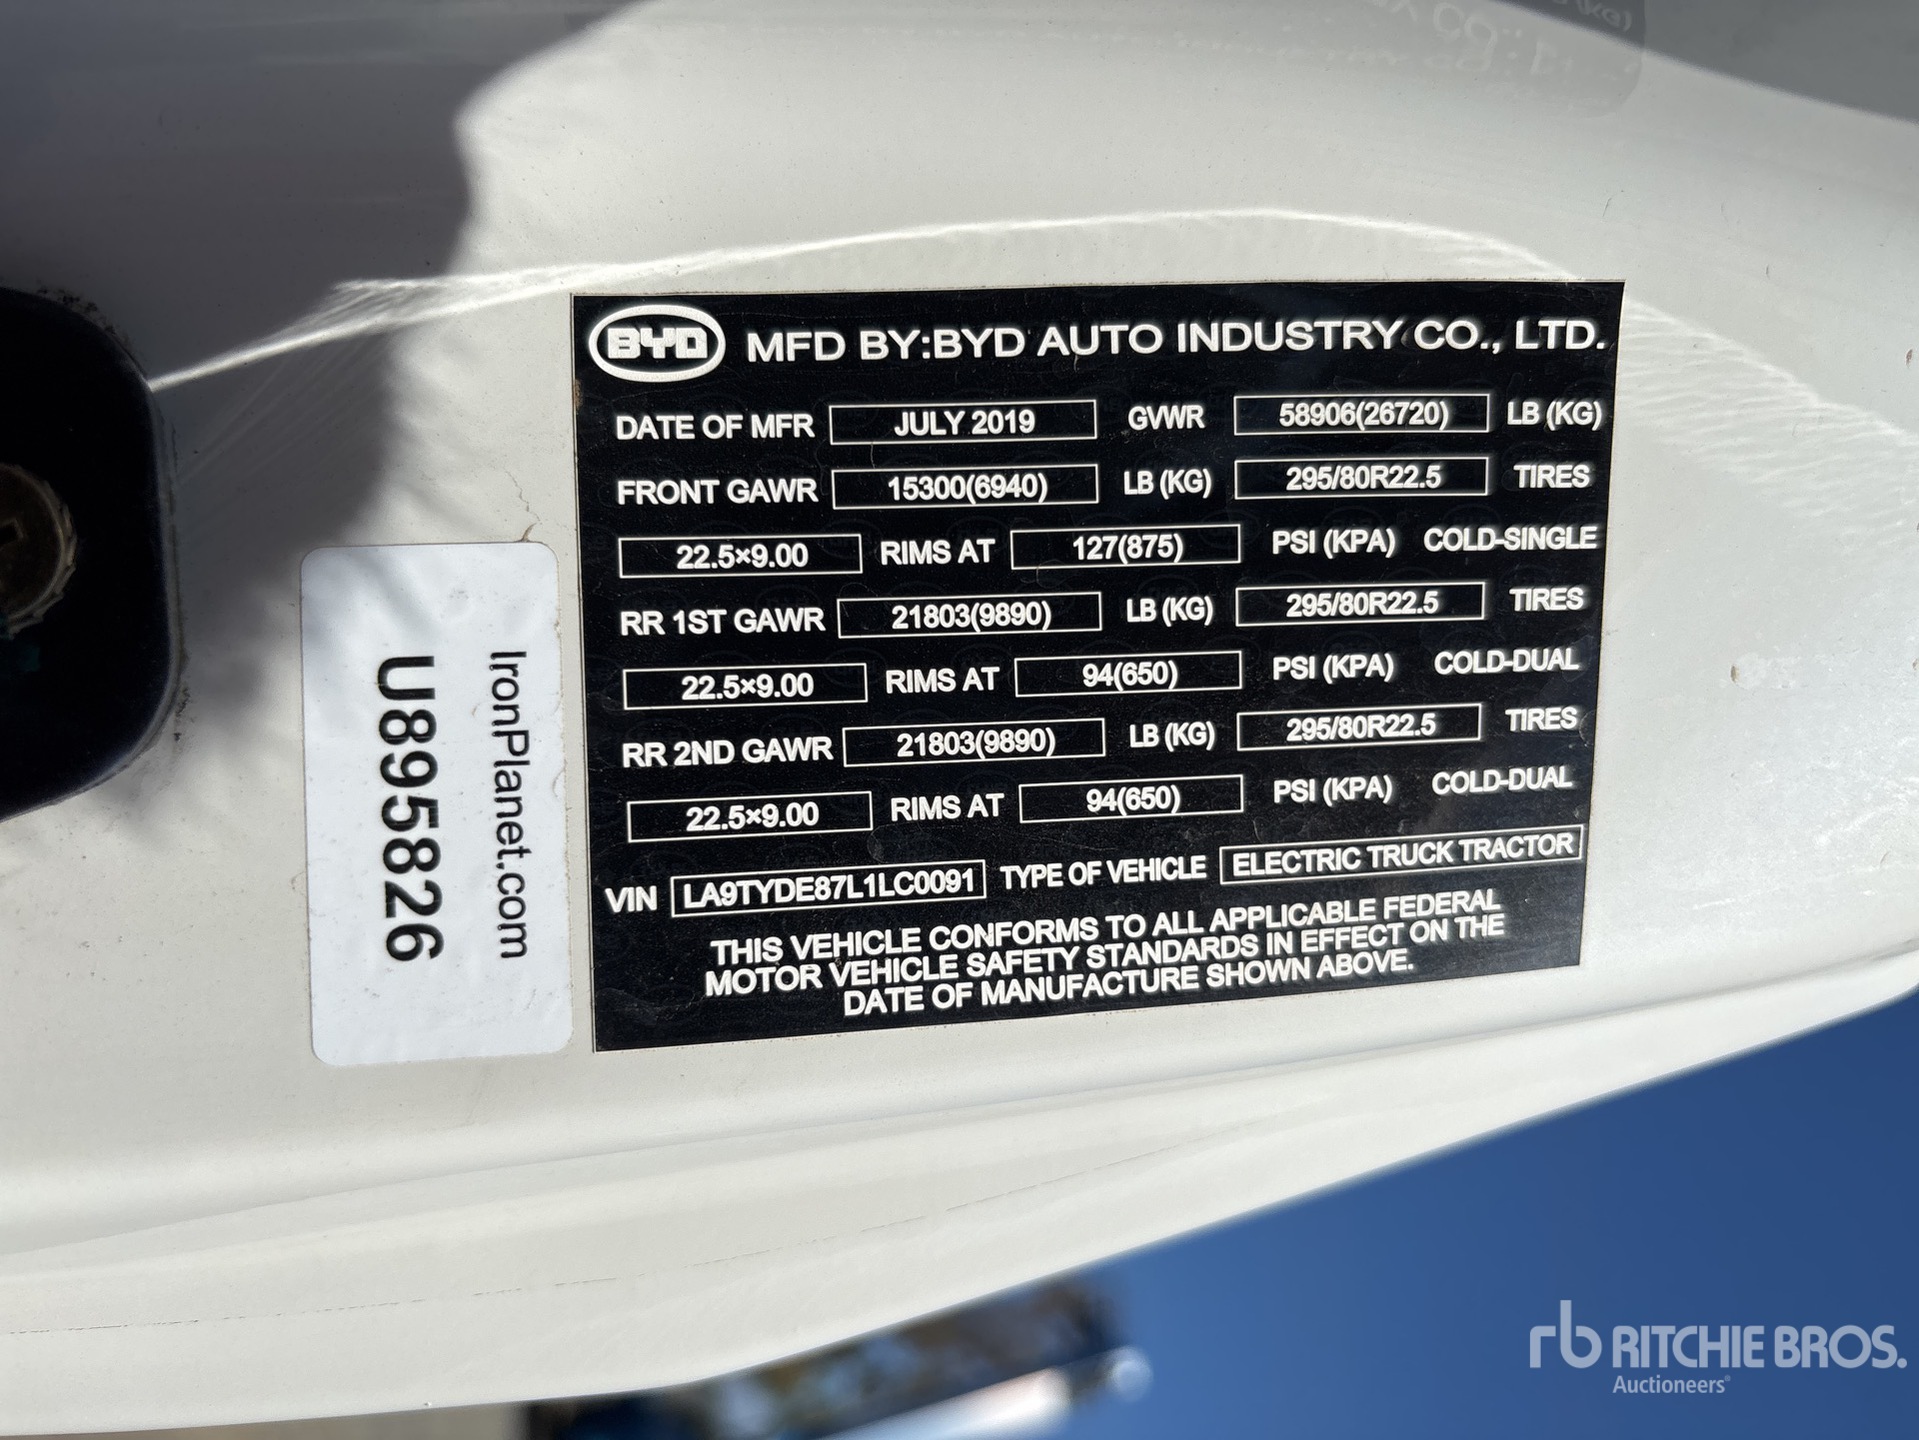 BYD MFD BY:BYD AUTO INDUSTRY CO., LTD.
DATE OF MFR JULY 2019 GVWR 58906(26720) LB (KG)
FRONT GAWR 15300(6940) LB (KG) 295/80R22.5 TIRES
22.5×9.00 RIMS AT 127(875) PSI (KPA) COLD-SINGLE
RR 1ST GAWR 21803(9890) LB (KG) 295/80R22.5 TIRES
22.5×9.00 RIMS AT 94(650) PSI (KPA) COLD-DUAL
RR 2ND GAWR 21803(9890) LB (KG) 295/80R22.5 TIRES
22.5×9.00 RIMS AT 94(650) PSI (KPA) COLD-DUAL
VIN LA9TYDE87L1LC0091 TYPE OF VEHICLE ELECTRIC TRUCK TRACTOR
THIS VEHICLE CONFORMS TO ALL APPLICABLE FEDERAL
MOTOR VEHICLE SAFETY STANDARDS IN EFFECT ON THE
DATE OF MANUFACTURE SHOWN ABOVE.
IronPlanet.com
U895826
rb RITCHIE BROS.
Auctioneers®